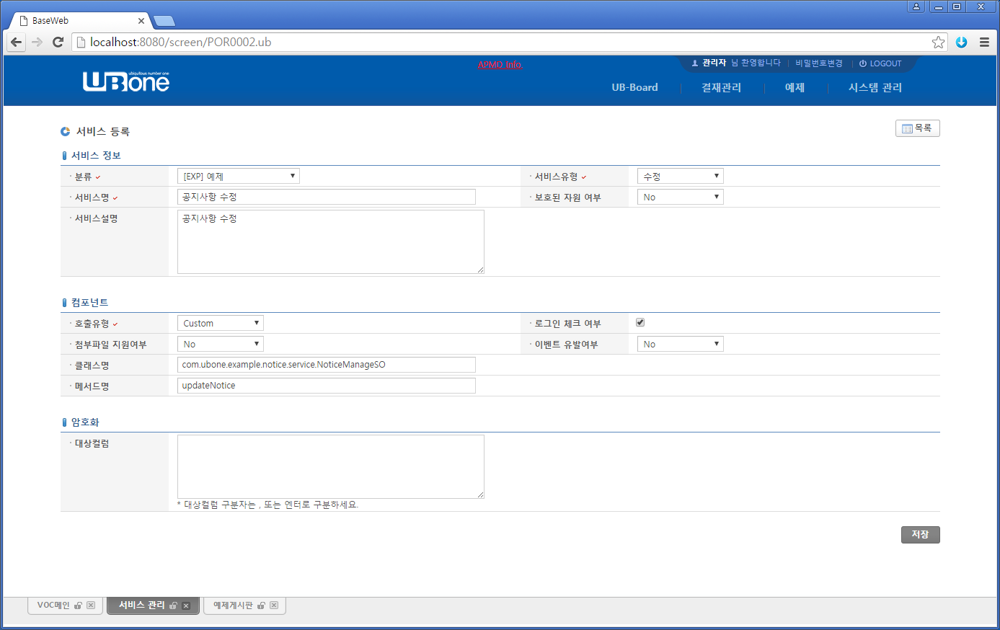 BaseWeb
localhost:8080/screen/POR0002.ub
APMD Info.
관리자 님 환영합니다 비밀번호변경 LOGOUT
ubiquitous number one
UBone
UB-Board 결재관리 예제 시스템 관리
서비스 등록 목록
서비스 정보
분류 [EXP] 예제 서비스유형 수정
서비스명 공지사항 수정 보호된 자원 여부 No
서비스설명 공지사항 수정
컴포넌트
호출유형 Custom 로그인 체크 여부
첨부파일 지원여부 No 이벤트 유발여부 No
클래스명 com.ubone.example.notice.service.NoticeManageSO
메서드명 updateNotice
암호화
대상컬럼
* 대상컬럼 구분자는 , 또는 엔터로 구분하세요.
저장
VOC메인 서비스 관리 예제게시판